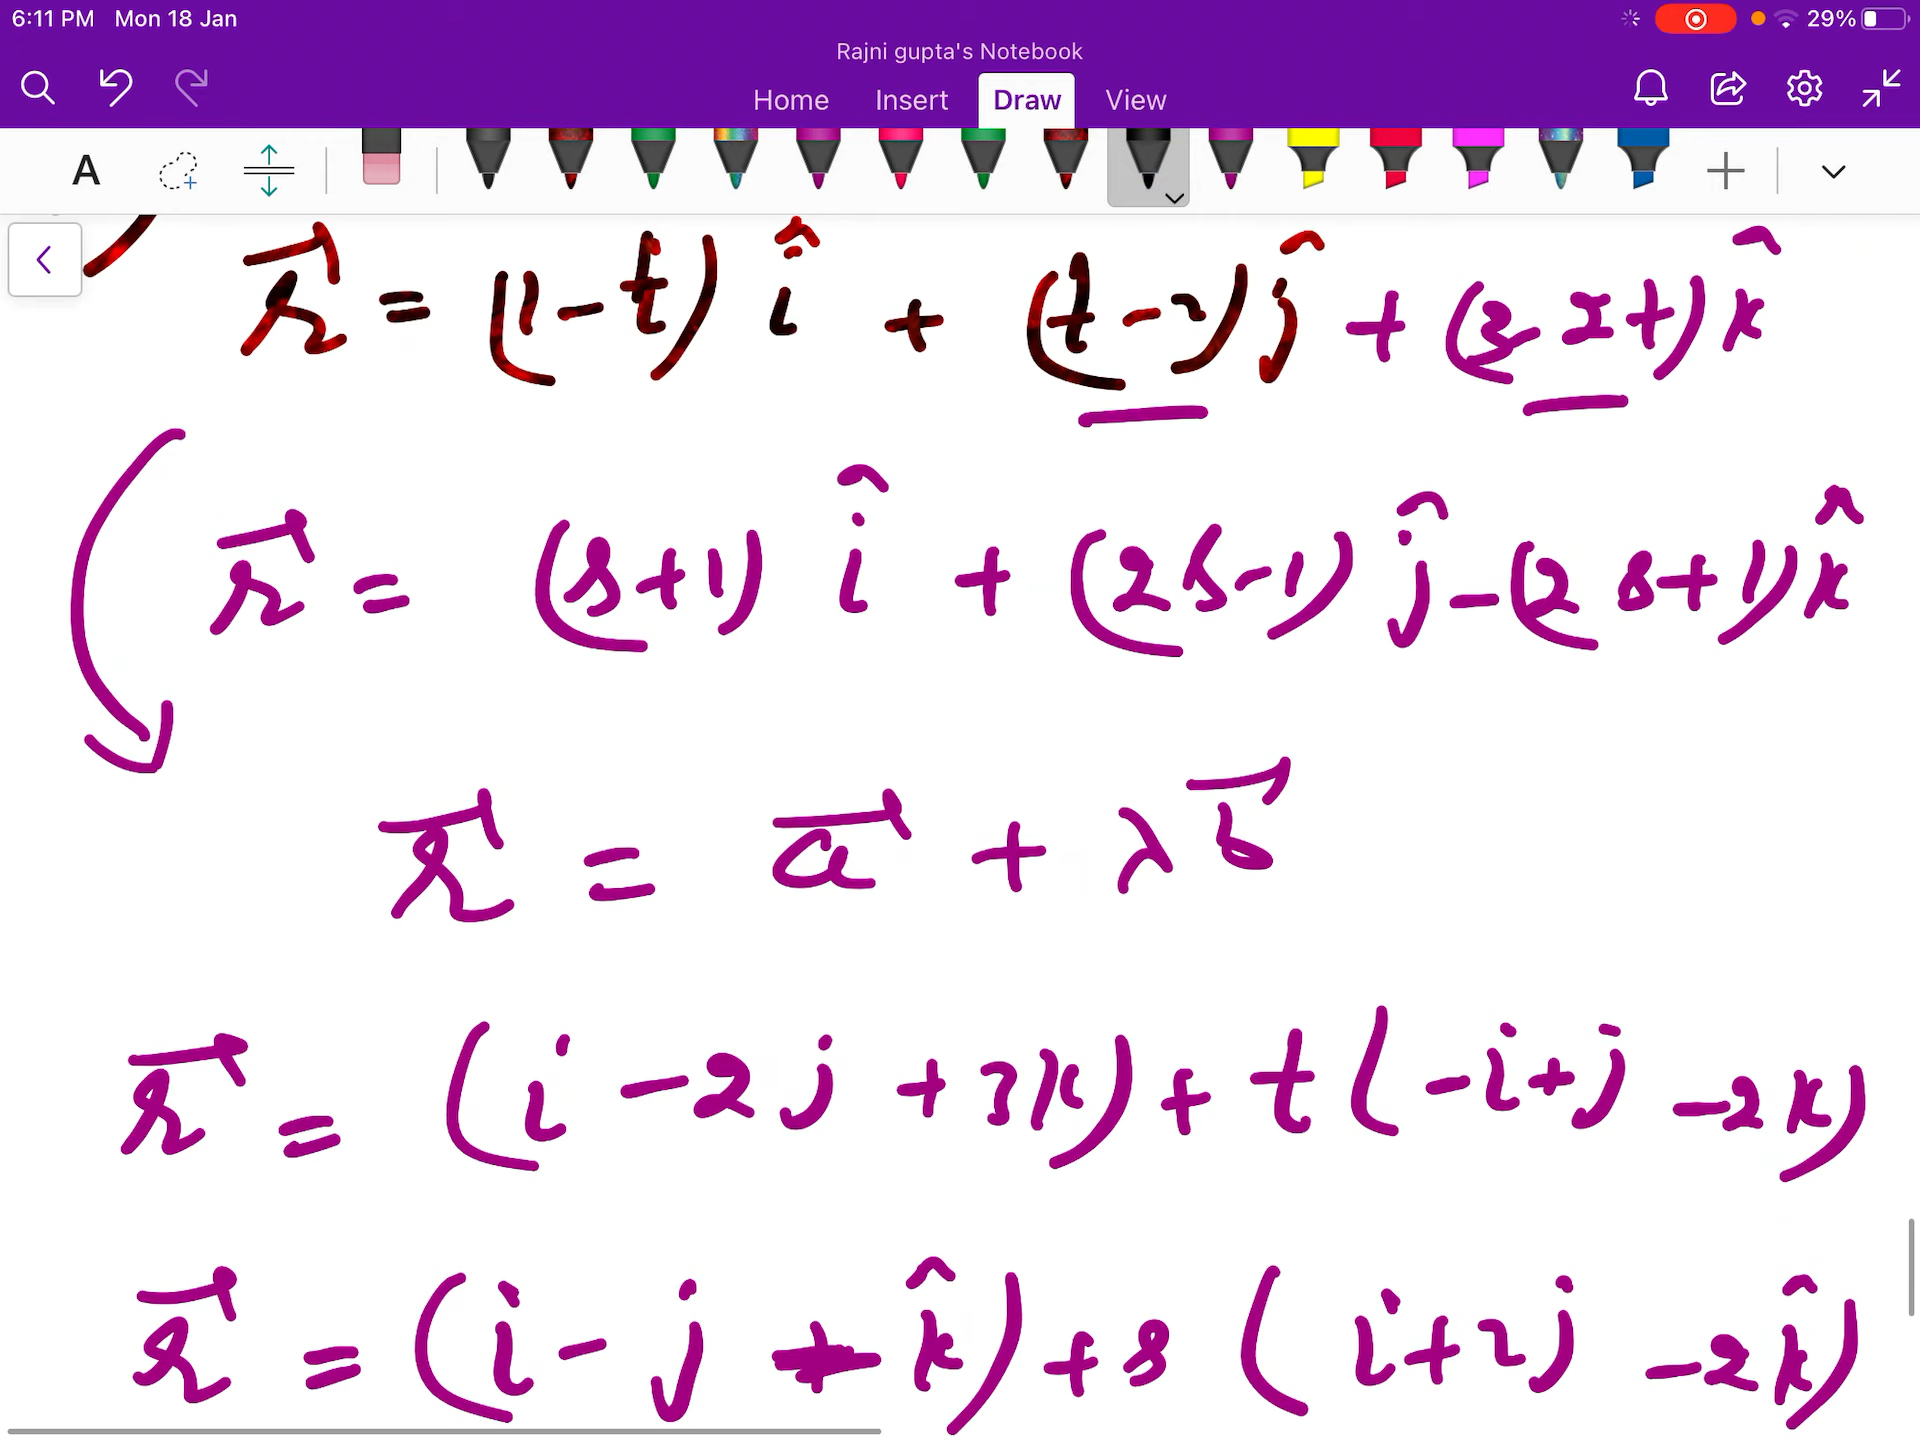 6:11 PM Mon 18 Jan 29%
Rajni gupta's Notebook
Home Insert Draw View
A
r⃗ = (1-t) î + (t-2) ĵ + (3-2t) k̂
r⃗ = (s+1) î + (2s-1) ĵ - (2s+1) k̂
r⃗ = a⃗ + λ b⃗
r⃗ = (i - 2j + 3k) + t(-i+j -2k)
r⃗ = (i - j - k̂) + s (i+2j -2k̂)